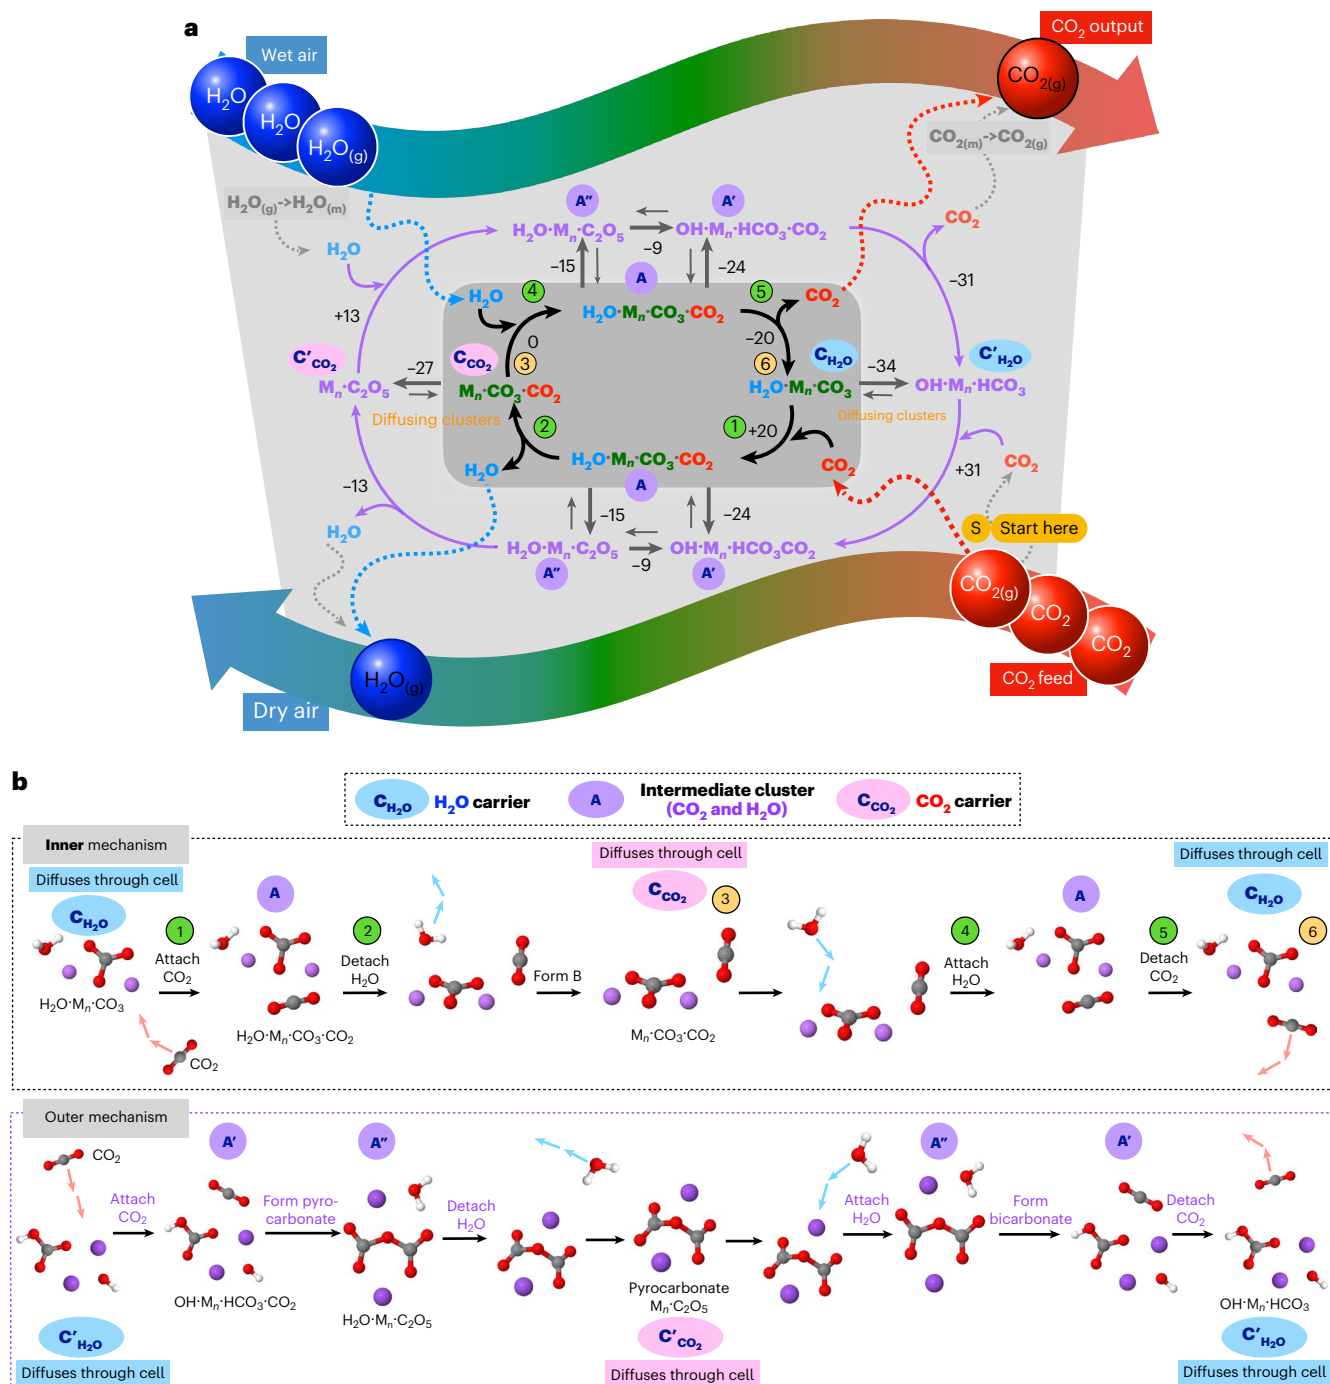 a
Wet air
CO₂ output
H₂O
H₂O
H₂O(g)
CO₂(g)
CO₂(m)->CO₂(g)
H₂O(g)->H₂O(m)
A''
A'
H₂O·Mₙ·C₂O₅
−9
OH·Mₙ·HCO₃·CO₂
CO₂
H₂O
−15
A
−24
−31
H₂O
4
5
CO₂
H₂O·Mₙ·CO₃·CO₂
+13
0
−20
C'CO₂
−27
CCO₂
3
6
CH₂O
−34
C'H₂O
Mₙ·C₂O₅
Mₙ·CO₃·CO₂
H₂O·Mₙ·CO₃
OH·Mₙ·HCO₃
Diffusing clusters
Diffusing clusters
2
1
+20
H₂O·Mₙ·CO₃·CO₂
H₂O
CO₂
CO₂
+31
−13
A
−15
−24
H₂O
S
Start here
H₂O·Mₙ·C₂O₅
−9
OH·Mₙ·HCO₃CO₂
A''
A'
CO₂(g)
CO₂
CO₂
H₂O(g)
CO₂ feed
Dry air
b
CH₂O
H₂O carrier
A
Intermediate cluster
(CO₂ and H₂O)
CCO₂
CO₂ carrier
Inner mechanism
Diffuses through cell
Diffuses through cell
Diffuses through cell
CH₂O
1
Attach
CO₂
H₂O·Mₙ·CO₃
CO₂
A
H₂O·Mₙ·CO₃·CO₂
2
Detach
H₂O
Form B
CCO₂
3
Mₙ·CO₃·CO₂
4
Attach
H₂O
A
5
Detach
CO₂
CH₂O
6
Outer mechanism
CO₂
Attach
CO₂
A'
OH·Mₙ·HCO₃·CO₂
Form pyro-
carbonate
A''
H₂O·Mₙ·C₂O₅
Detach
H₂O
Pyrocarbonate
Mₙ·C₂O₅
Attach
H₂O
A''
Form
bicarbonate
A'
Detach
CO₂
OH·Mₙ·HCO₃
C'H₂O
C'CO₂
C'H₂O
Diffuses through cell
Diffuses through cell
Diffuses through cell